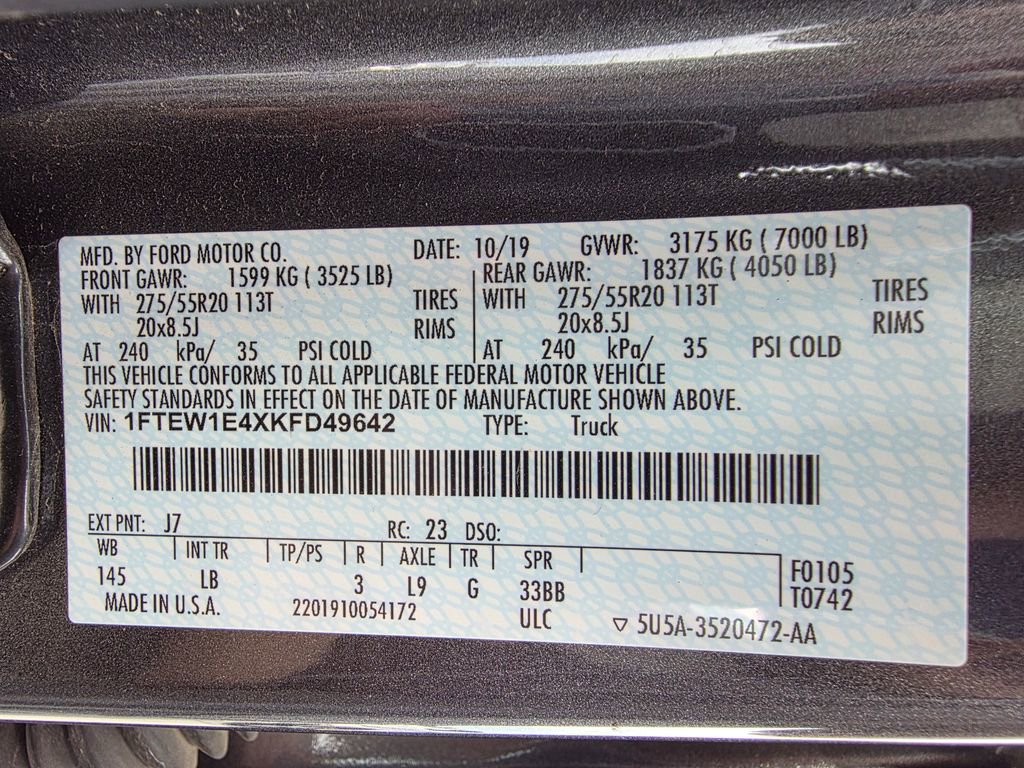 MFD. BY FORD MOTOR CO. DATE: 10/19 GVWR: 3175 KG ( 7000 LB)
FRONT GAWR: 1599 KG ( 3525 LB) REAR GAWR: 1837 KG ( 4050 LB)
WITH 275/55R20 113T TIRES WITH 275/55R20 113T TIRES
20x8.5J RIMS 20x8.5J RIMS
AT 240 kPa/ 35 PSI COLD AT 240 kPa/ 35 PSI COLD
THIS VEHICLE CONFORMS TO ALL APPLICABLE FEDERAL MOTOR VEHICLE
SAFETY STANDARDS IN EFFECT ON THE DATE OF MANUFACTURE SHOWN ABOVE.
VIN: 1FTEW1E4XKFD49642 TYPE: Truck
EXT PNT: J7 RC: 23 DSO:
WB INT TR TP/PS R AXLE TR SPR
145 LB 3 L9 G 33BB F0105
MADE IN U.S.A. 2201910054172 ULC T0742
▽ 5U5A-3520472-AA